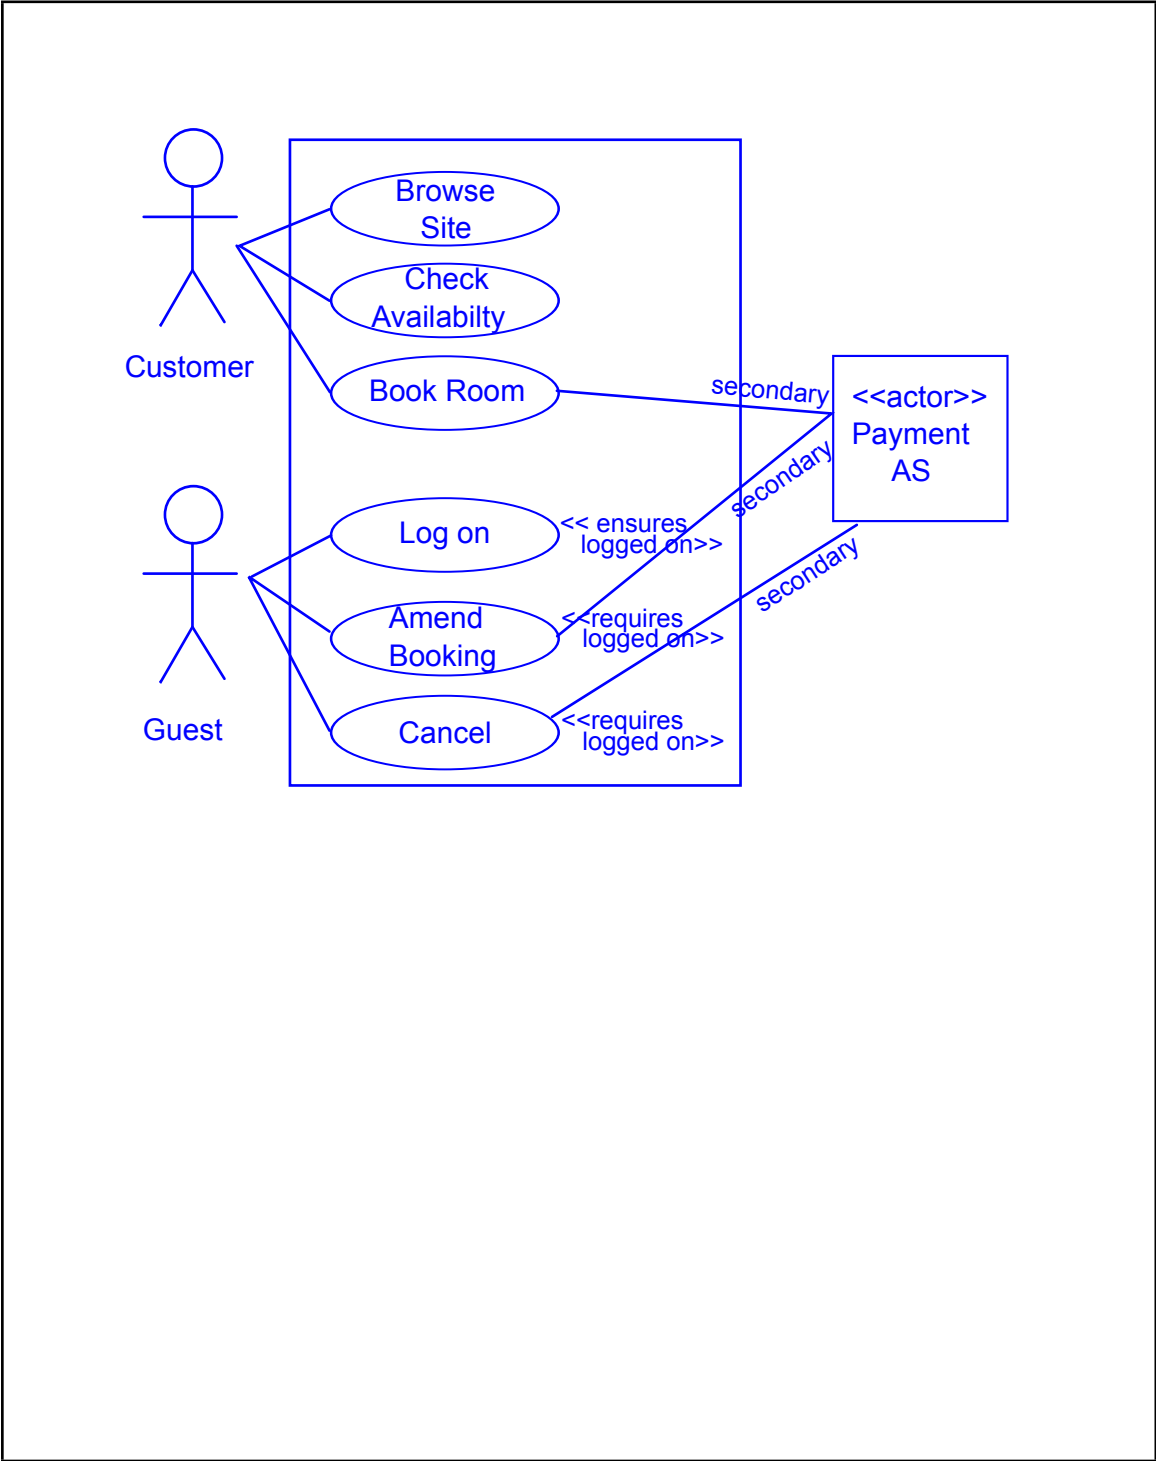 Browse
Site
Check
Availabilty
Customer
Book Room
secondary
<<actor>>
Payment
AS
secondary
Log on
<< ensures
logged on>>
secondary
Amend
Booking
<<requires
logged on>>
Guest
Cancel
<<requires
logged on>>